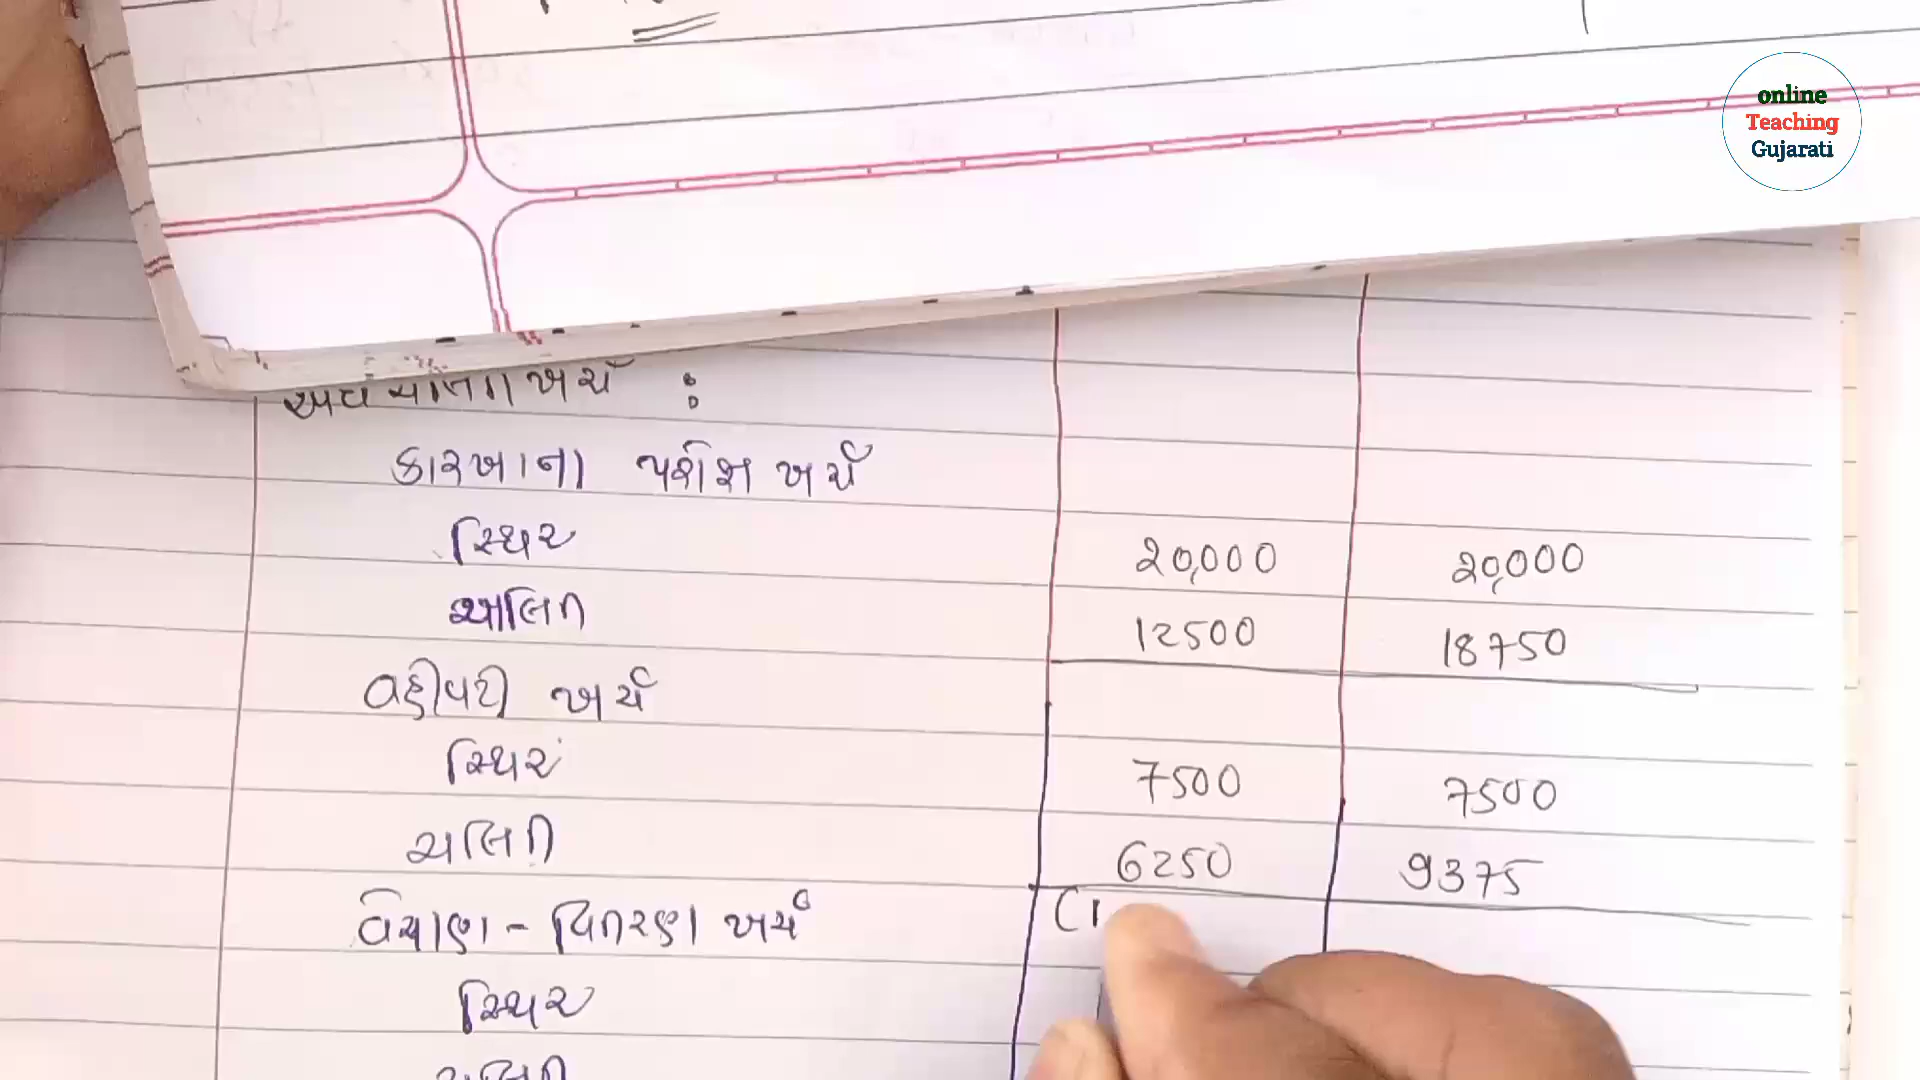 online
Teaching
Gujarati
કારખાના પરોક્ષ ખર્ચ
સ્થિર 20,000 20,000
ચલિત 12500 18750
વહીવટી ખર્ચ
સ્થિર 7500 7500
ચલિત 6250 9375
વેચાણ - વિતરણ ખર્ચ
સ્થિર
ચલિત